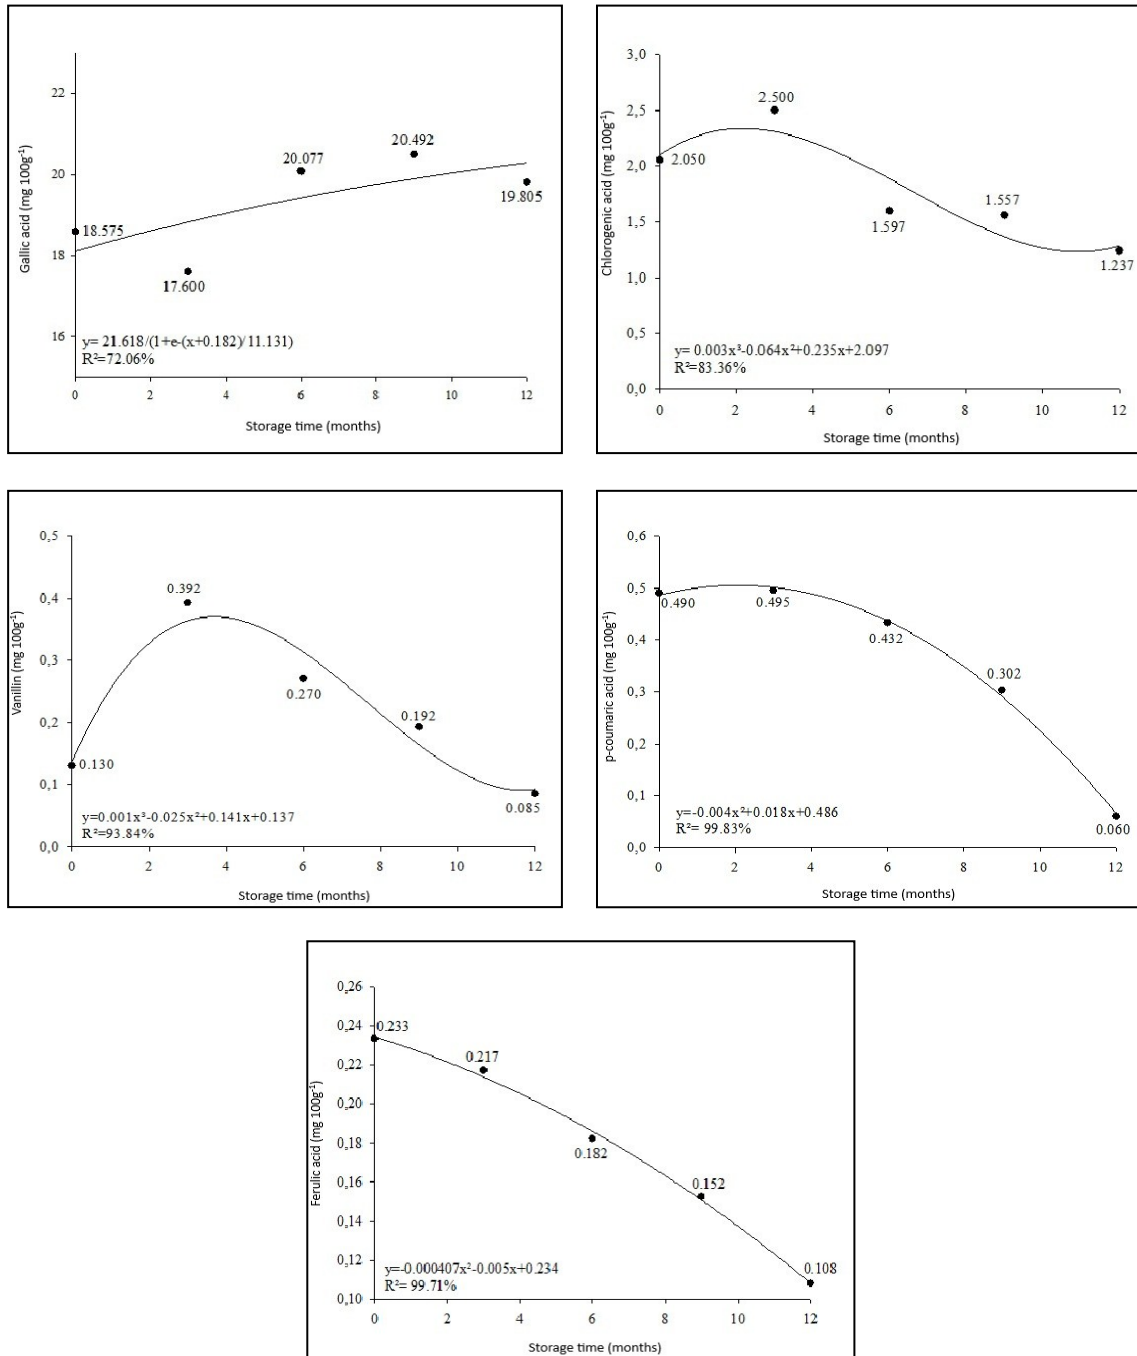 Gallic acid (mg 100g⁻¹)
22
20
18
16
18.575
17.600
20.077
20.492
19.805
y= 21.618/(1+e-(x+0.182)/11.131)
R²=72.06%
0 2 4 6 8 10 12
Storage time (months)
Chlorogenic acid (mg 100g⁻¹)
3,0
2,5
2,0
1,5
1,0
0,5
0,0
2.050
2.500
1.597
1.557
1.237
y= 0.003x³-0.064x²+0.235x+2.097
R²=83.36%
0 2 4 6 8 10 12
Storage time (months)
Vanillin (mg 100g⁻¹)
0,5
0,4
0,3
0,2
0,1
0,0
0.130
0.392
0.270
0.192
0.085
y=0.001x³-0.025x²+0.141x+0.137
R²=93.84%
0 2 4 6 8 10 12
Storage time (months)
p-coumaric acid (mg 100g⁻¹)
0,6
0,5
0,4
0,3
0,2
0,1
0,0
0.490
0.495
0.432
0.302
0.060
y=-0.004x²+0.018x+0.486
R²= 99.83%
0 2 4 6 8 10 12
Storage time (months)
Ferulic acid (mg 100g⁻¹)
0,26
0,24
0,22
0,20
0,18
0,16
0,14
0,12
0,10
0.233
0.217
0.182
0.152
0.108
y=-0.000407x²-0.005x+0.234
R²= 99.71%
0 2 4 6 8 10 12
Storage time (months)